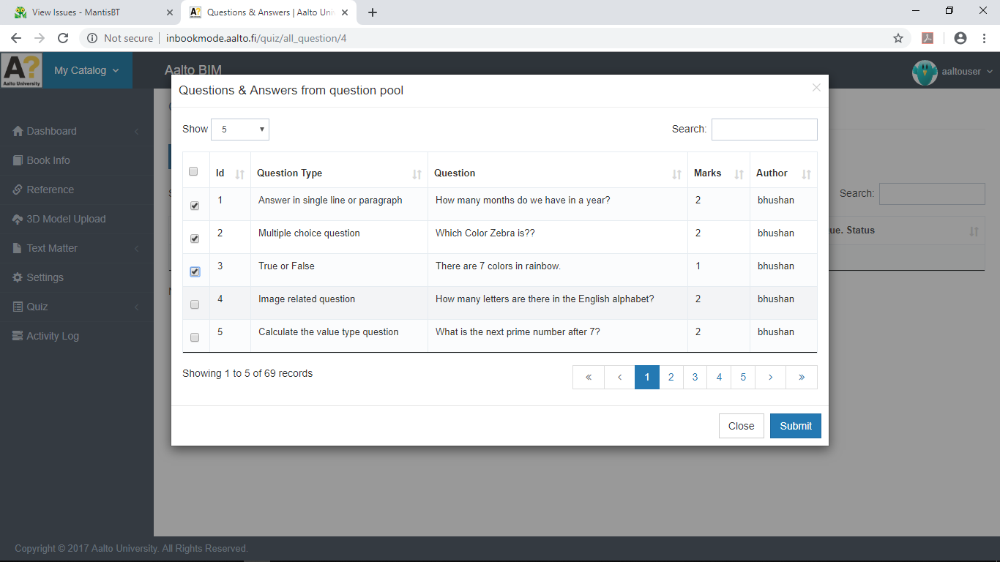 View Issues - MantisBT
Questions & Answers | Aalto Uni
Not secure | inbookmode.aalto.fi/quiz/all_question/4
A?
Aalto University
My Catalog
Aalto BIM
aaltouser
Dashboard
Book Info
Reference
3D Model Upload
Text Matter
Settings
Quiz
Activity Log
Questions & Answers from question pool
Show 5 Search:
Id Question Type Question Marks Author
1 Answer in single line or paragraph How many months do we have in a year? 2 bhushan
2 Multiple choice question Which Color Zebra is?? 2 bhushan
3 True or False There are 7 colors in rainbow. 1 bhushan
4 Image related question How many letters are there in the English alphabet? 2 bhushan
5 Calculate the value type question What is the next prime number after 7? 2 bhushan
Showing 1 to 5 of 69 records
« ‹ 1 2 3 4 5 › »
Close Submit
Search:
ue. Status
Copyright © 2017 Aalto University. All Rights Reserved.